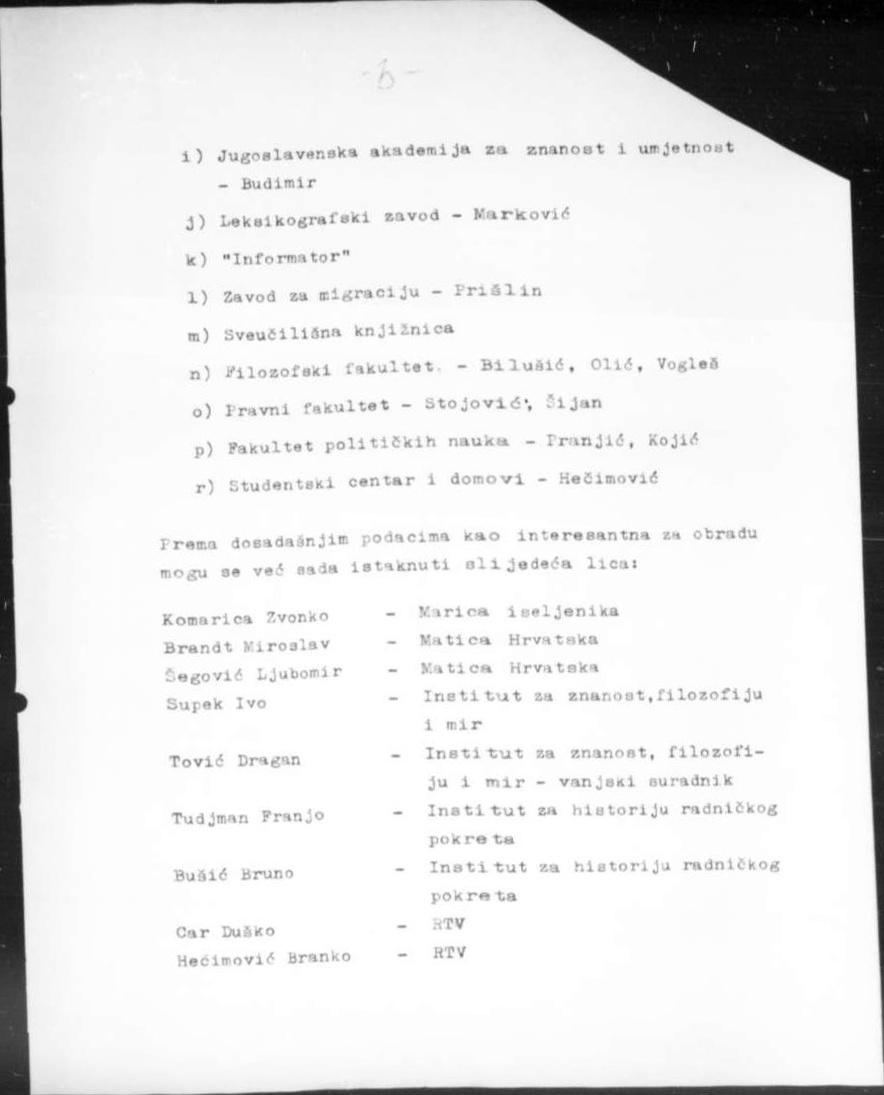 -3-
i) Jugoslavenska akademija za znanost i umjetnost
- Budimir
j) Leksikografski zavod - Marković
k) "Informator"
l) Zavod za migraciju - Prišlin
m) Sveučilišna knjižnica
n) Filozofski fakultet. - Bilušić, Olić, Vogleš
o) Pravni fakultet - Stojović, Šijan
p) Fakultet političkih nauka - Pranjić, Kojić
r) Studentski centar i domovi - Hećimović
Prema dosadašnjim podacima kao interesantna za obradu
mogu se već sada istaknuti slijedeća lica:
Komarica Zvonko - Marica iseljenika
Brandt Miroslav - Matica Hrvatska
Šegović Ljubomir - Matica Hrvatska
Supek Ivo - Institut za znanost,filozofiju
i mir
Tović Dragan - Institut za znanost, filozofi-
ju i mir - vanjski suradnik
Tudjman Franjo - Institut za historiju radničkog
pokreta
Bušić Bruno - Institut za historiju radničkog
pokreta
Car Duško - RTV
Hećimović Branko - RTV